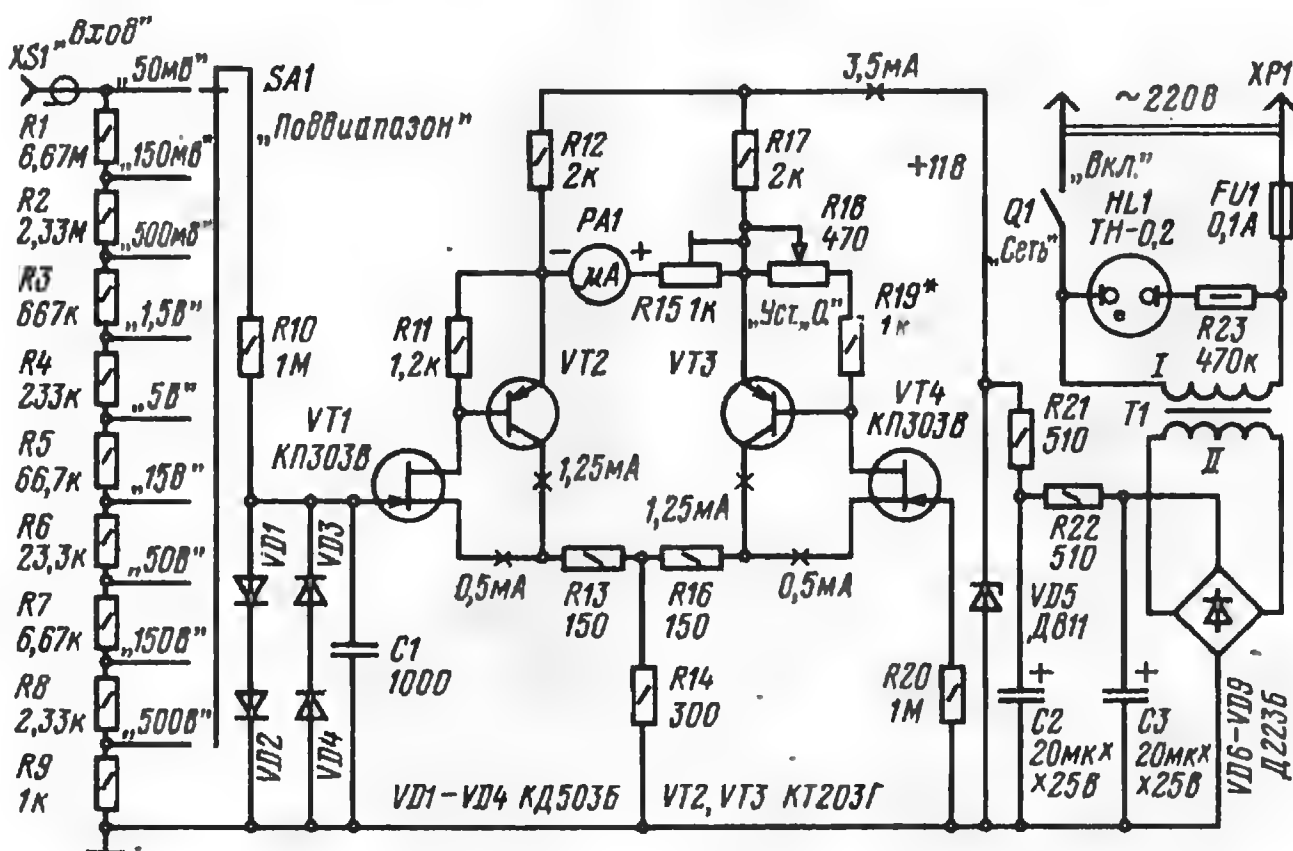 XS1 "Вход"
„50мВ"
SA1
„Поддиапазон"
R1
6,67М
„150мВ"
R2
2,33М
„500мВ"
R3
667к
„1,5В"
R4
233к
„5В"
R5
66,7к
„15В"
R6
23,3к
„50В"
R7
6,67к
„150В"
R8
2,33к
„500В"
R9
1к
R10
1М
VD1
VD3
VD2
VD4
C1
1000
VT1
КП303В
R11
1,2к
R12
2к
PA1
− µA +
R15 1к
VT2
VT3
R17
2к
R18
470
„Уст. „0"
R19*
1к
VT4
КП303В
3,5мА
+11В
1,25мА
1,25мА
0,5мА
0,5мА
R13
150
R16
150
R14
300
R20
1М
VD5
Д811
R21
510
R22
510
C2
20мк×
×25В
C3
20мк×
×25В
VD6-VD9
Д223Б
XP1
~220В
„Вкл."
Q1
„Сеть"
HL1
ТН-0,2
FU1
0,1А
R23
470к
T1
I
II
VD1-VD4 КД503Б
VT2, VT3 КТ203Г